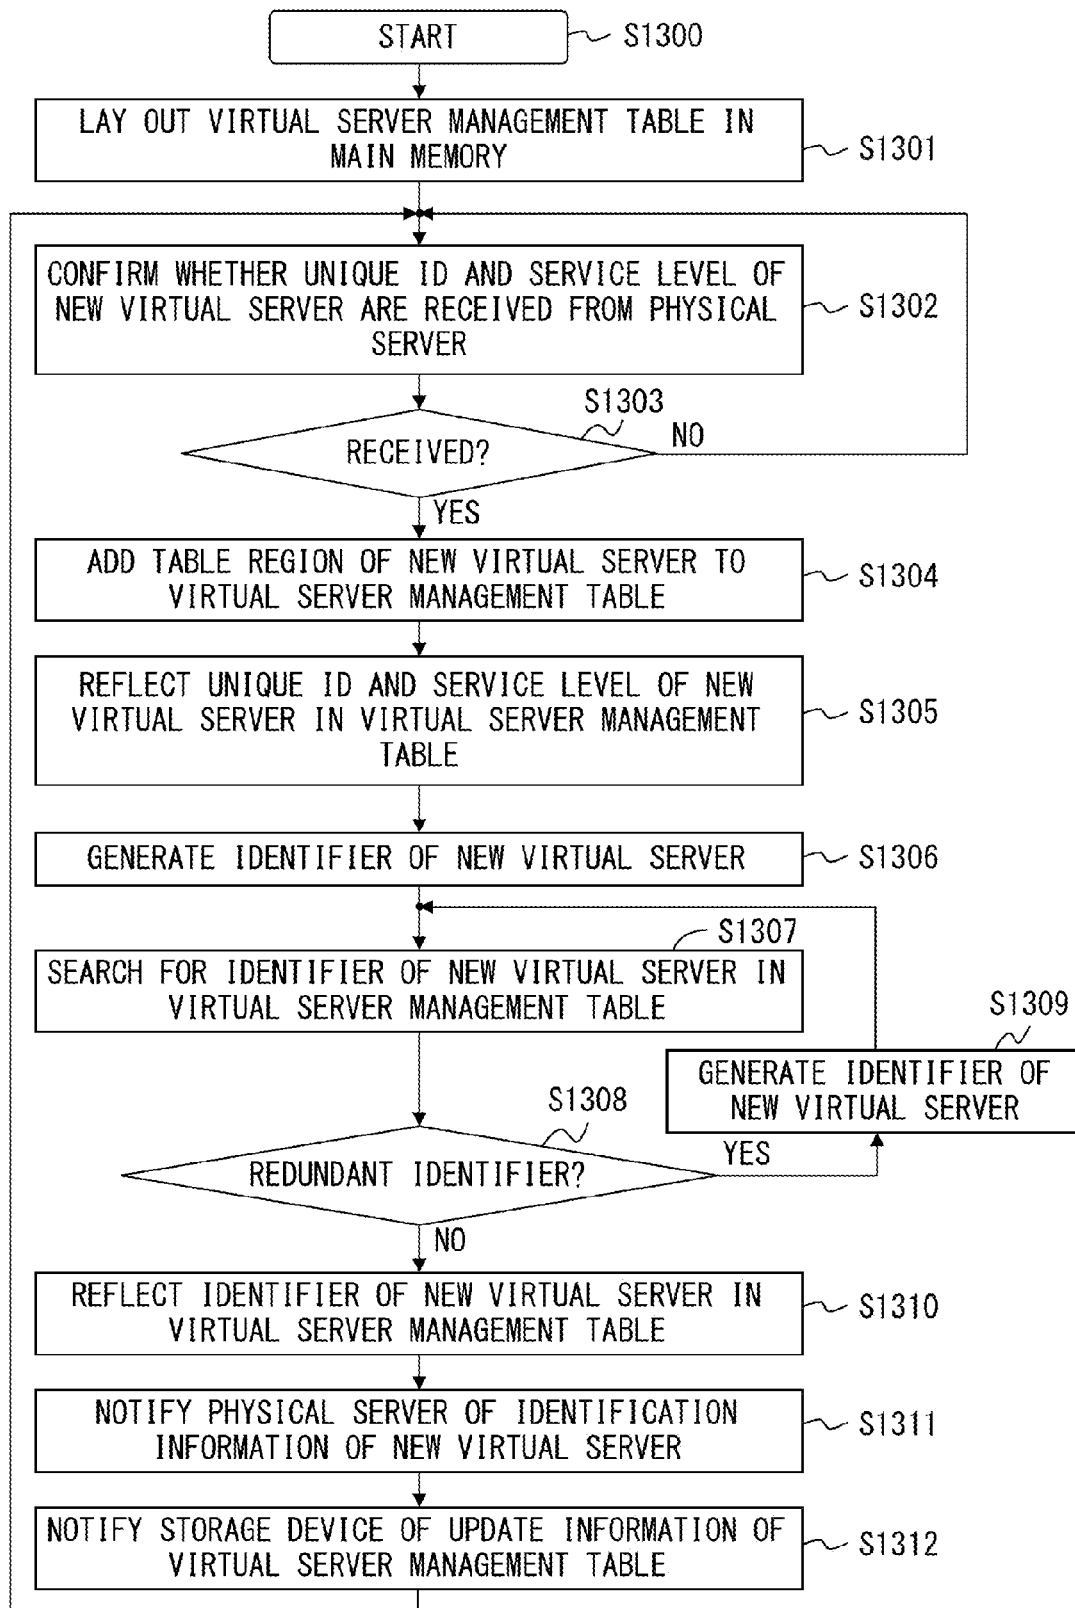 START
S1300
LAY OUT VIRTUAL SERVER MANAGEMENT TABLE IN
MAIN MEMORY
S1301
CONFIRM WHETHER UNIQUE ID AND SERVICE LEVEL OF
NEW VIRTUAL SERVER ARE RECEIVED FROM PHYSICAL
SERVER
S1302
S1303
RECEIVED?
NO
YES
ADD TABLE REGION OF NEW VIRTUAL SERVER TO
VIRTUAL SERVER MANAGEMENT TABLE
S1304
REFLECT UNIQUE ID AND SERVICE LEVEL OF NEW
VIRTUAL SERVER IN VIRTUAL SERVER MANAGEMENT
TABLE
S1305
GENERATE IDENTIFIER OF NEW VIRTUAL SERVER
S1306
S1307
SEARCH FOR IDENTIFIER OF NEW VIRTUAL SERVER IN
VIRTUAL SERVER MANAGEMENT TABLE
S1309
GENERATE IDENTIFIER OF
NEW VIRTUAL SERVER
S1308
REDUNDANT IDENTIFIER?
YES
NO
REFLECT IDENTIFIER OF NEW VIRTUAL SERVER IN
VIRTUAL SERVER MANAGEMENT TABLE
S1310
NOTIFY PHYSICAL SERVER OF IDENTIFICATION
INFORMATION OF NEW VIRTUAL SERVER
S1311
NOTIFY STORAGE DEVICE OF UPDATE INFORMATION OF
VIRTUAL SERVER MANAGEMENT TABLE
S1312